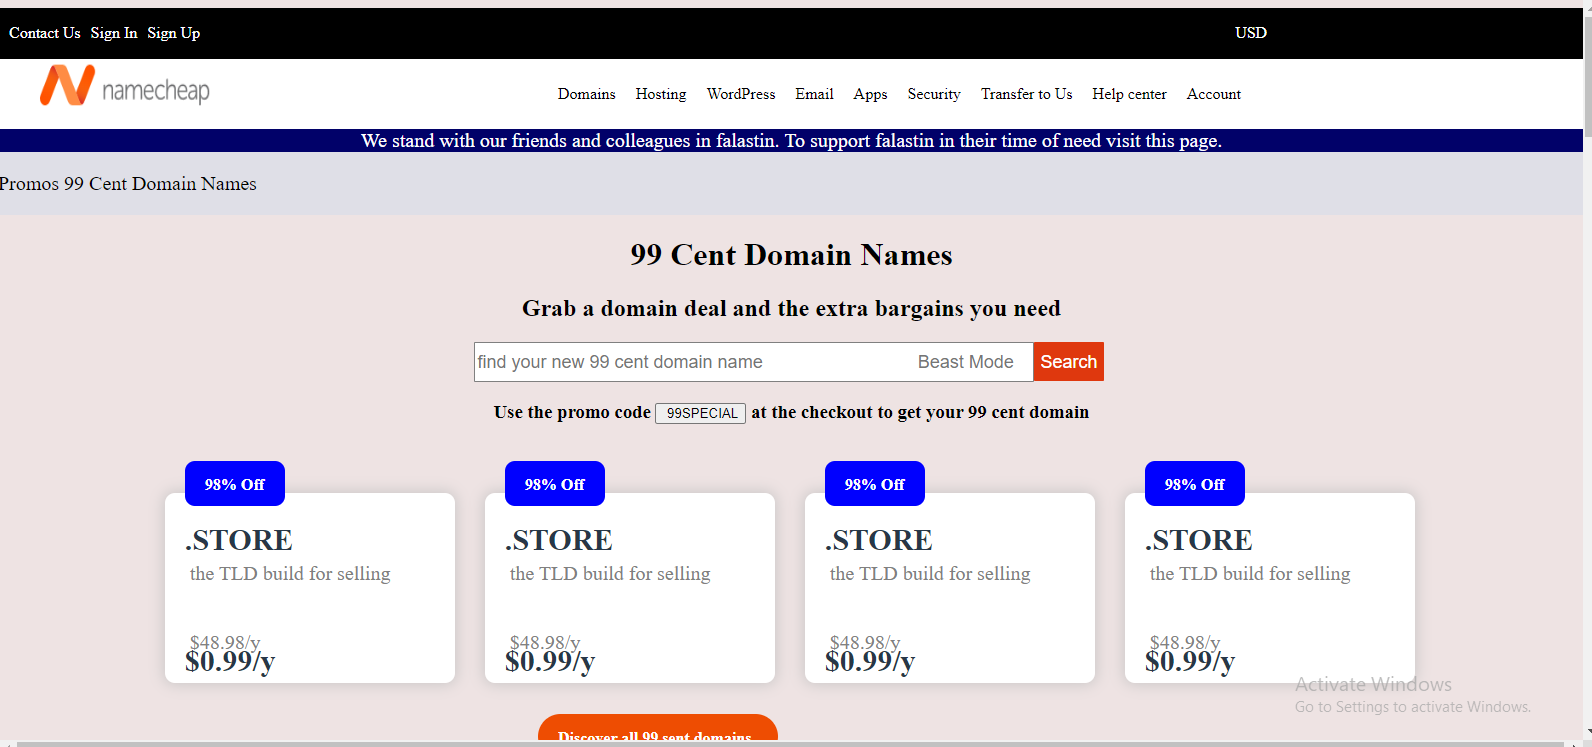 Contact Us Sign In Sign Up USD
namecheap
Domains Hosting WordPress Email Apps Security Transfer to Us Help center Account
We stand with our friends and colleagues in falastin. To support falastin in their time of need visit this page.
Promos 99 Cent Domain Names
99 Cent Domain Names
Grab a domain deal and the extra bargains you need
find your new 99 cent domain name Beast Mode Search
Use the promo code 99SPECIAL at the checkout to get your 99 cent domain
98% Off 98% Off 98% Off 98% Off
.STORE .STORE .STORE .STORE
the TLD build for selling the TLD build for selling the TLD build for selling the TLD build for selling
$48.98/y $48.98/y $48.98/y $48.98/y
$0.99/y $0.99/y $0.99/y $0.99/y
Activate Windows
Go to Settings to activate Windows.
Discover all 99 sent domains